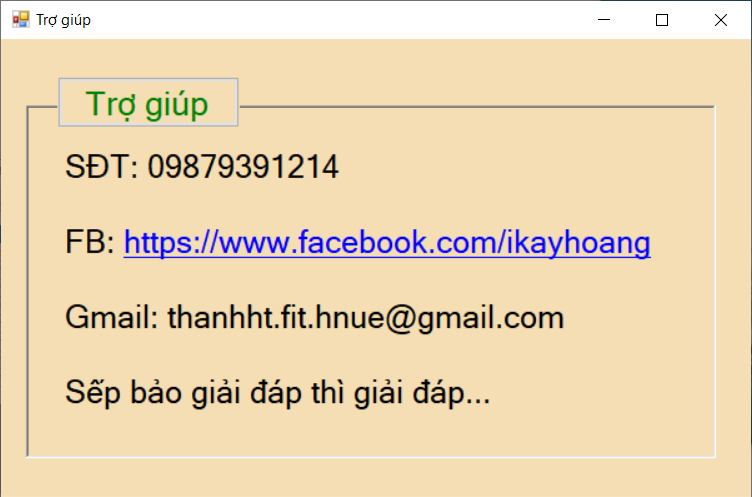 Trợ giúp
Trợ giúp
SĐT: 09879391214
FB: https://www.facebook.com/ikayhoang
Gmail: thanhht.fit.hnue@gmail.com
Sếp bảo giải đáp thì giải đáp...